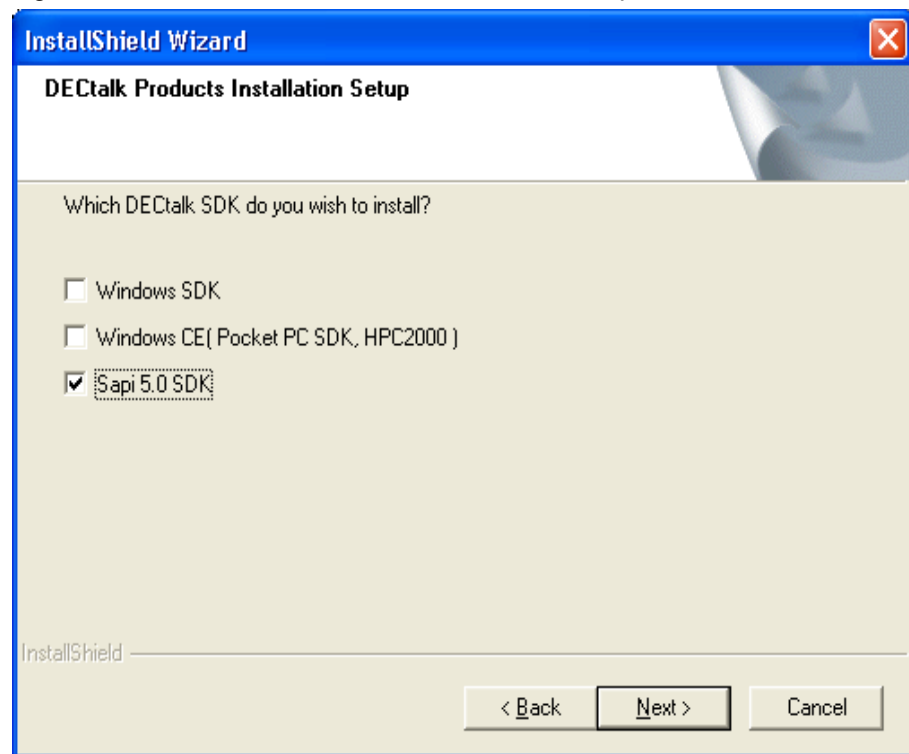 InstallShield Wizard
DECtalk Products Installation Setup
Which DECtalk SDK do you wish to install?
Windows SDK
Windows CE( Pocket PC SDK, HPC2000 )
Sapi 5.0 SDK
InstallShield
< Back
Next >
Cancel